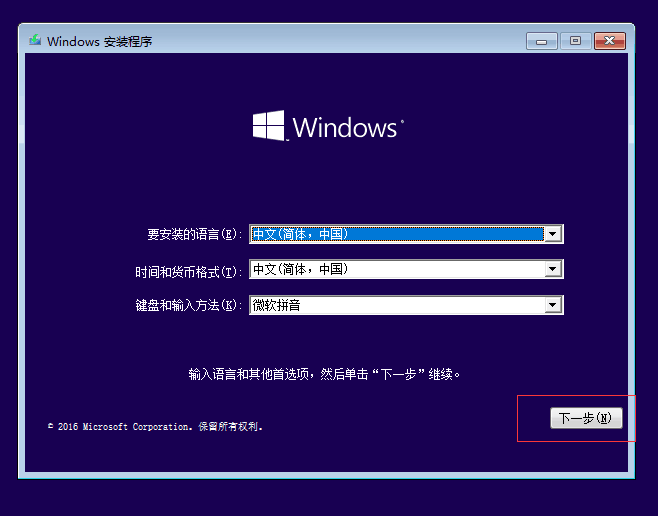 Windows 安装程序
Windows
要安装的语言(E):
中文(简体，中国)
时间和货币格式(T):
中文(简体，中国)
键盘和输入方法(K):
微软拼音
输入语言和其他首选项，然后单击“下一步”继续。
© 2016 Microsoft Corporation. 保留所有权利。
下一步(N)